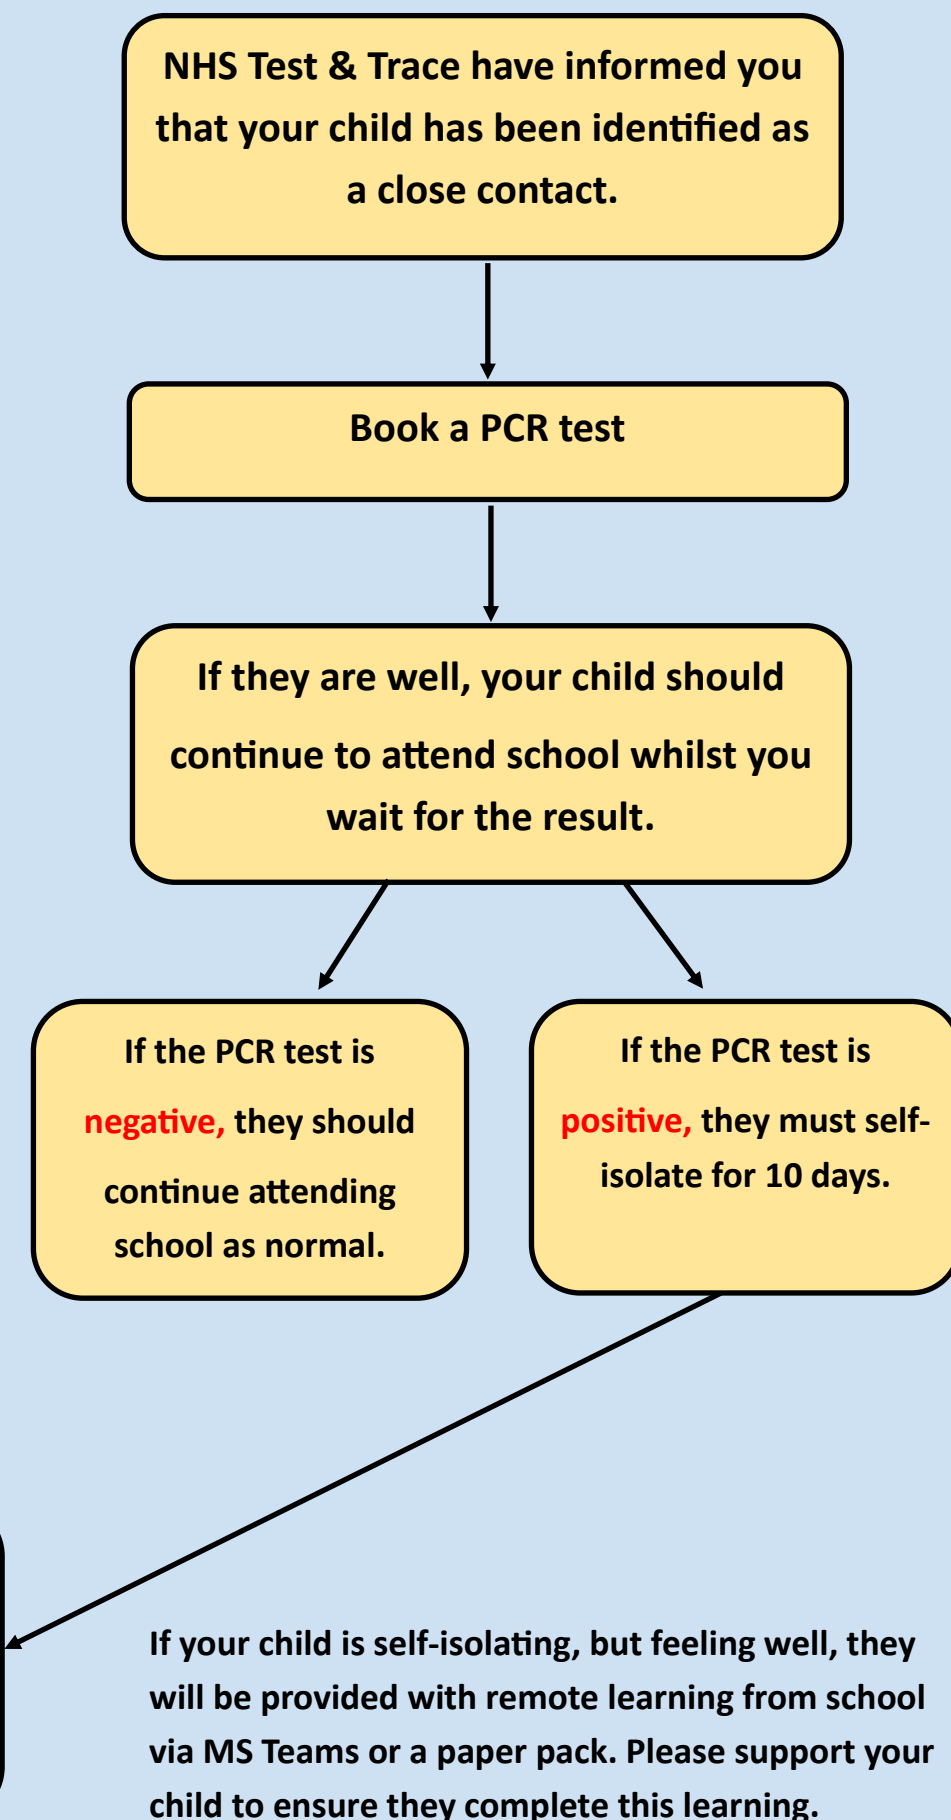 NHS Test & Trace have informed you
that your child has been identified as
a close contact.
Book a PCR test
If they are well, your child should
continue to attend school whilst you
wait for the result.
If the PCR test is
negative, they should
continue attending
school as normal.
If the PCR test is
positive, they must self-
isolate for 10 days.
If your child is self-isolating, but feeling well, they
will be provided with remote learning from school
via MS Teams or a paper pack. Please support your
child to ensure they complete this learning.